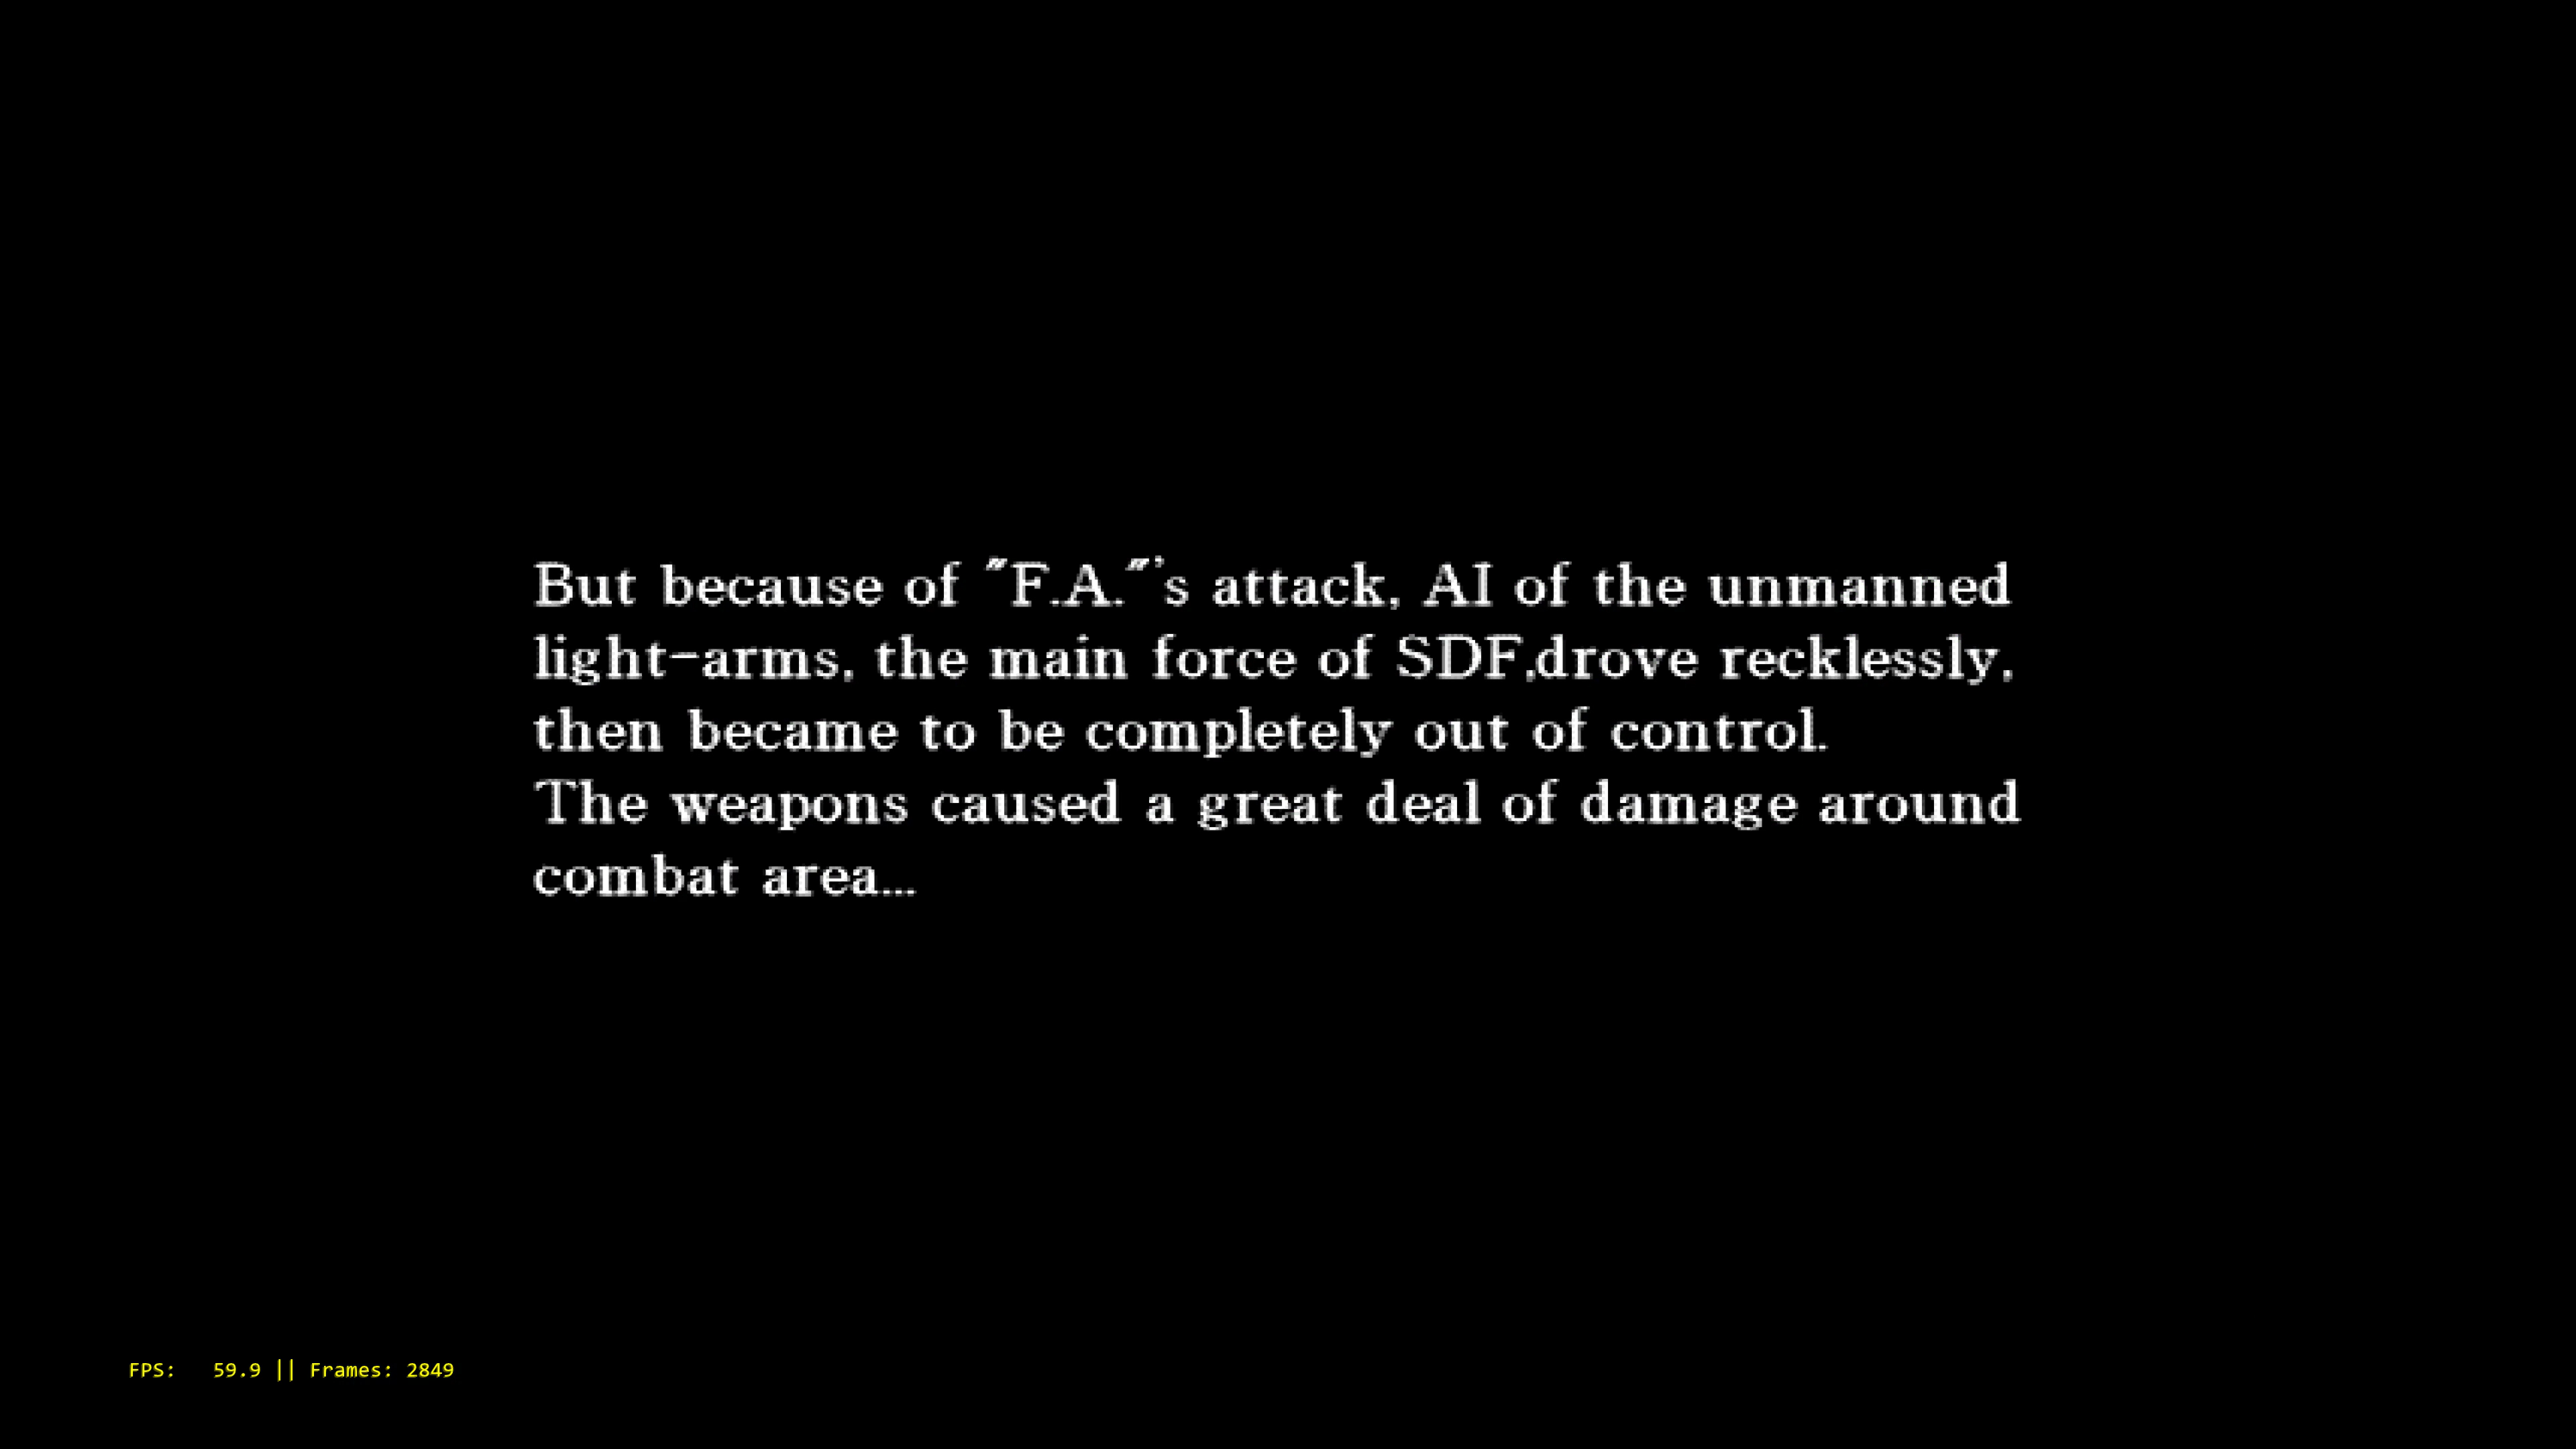 But because of "F.A."'s attack, AI of the unmanned
light-arms, the main force of SDF,drove recklessly,
then became to be completely out of control.
The weapons caused a great deal of damage around
combat area...
FPS:   59.9 || Frames: 2849